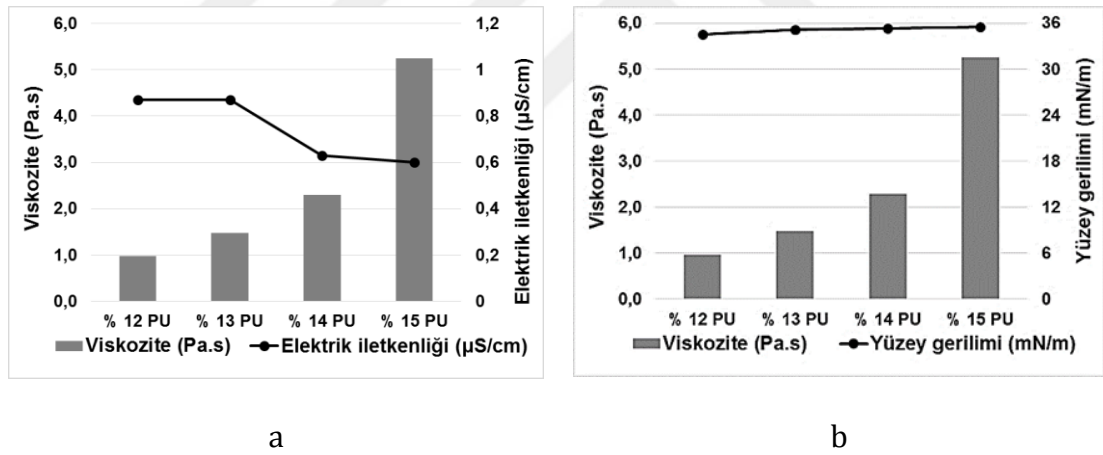 6,0
5,0
4,0
3,0
2,0
1,0
0,0
Viskozite (Pa.s)
1,2
1
0,8
0,6
0,4
0,2
0
Elektrik iletkenliği (µS/cm)
% 12 PU % 13 PU % 14 PU % 15 PU
Viskozite (Pa.s) Elektrik iletkenliği (µS/cm)
a
6,0
5,0
4,0
3,0
2,0
1,0
0,0
Viskozite (Pa.s)
36
30
24
18
12
6
0
Yüzey gerilimi (mN/m)
% 12 PU % 13 PU % 14 PU % 15 PU
Viskozite (Pa.s) Yüzey gerilimi (mN/m)
b